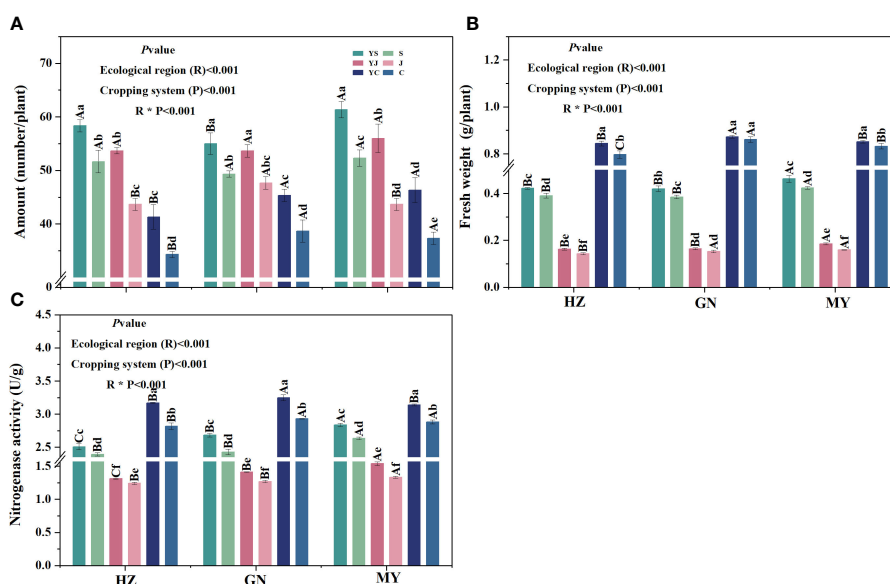 A
Pvalue
Ecological region (R)<0.001
Cropping system (P)<0.001
R * P<0.001
YS S
YJ J
YC C
Amount (number/plant)
70
60
50
40
0
Aa Ab Ab Bc Bc Bd
Ba Ab Aa Abc Ac Ad
Aa Ac Aa Bd Ad Ae
B
Pvalue
Ecological region (R)<0.001
Cropping system (P)<0.001
R * P<0.001
Fresh weight (g/plant)
1.2
1.0
0.8
0.4
0.2
0.0
Bc Bd Be Bf Ba Cb
Bb Bc Bd Ad Aa Aa
Ac Ad Ae Af Ba Ab
HZ GN MY
C
Pvalue
Ecological region (R)<0.001
Cropping system (P)<0.001
R * P<0.001
Nitrogenase activity (U/g)
4.5
4.0
3.5
3.0
2.5
1.5
1.0
0.5
0.0
Cc Bd Cf Be Ba Bb
Bc Bd Be Bf Aa
Ac Ad Ae Af Ba Ab
HZ GN MY